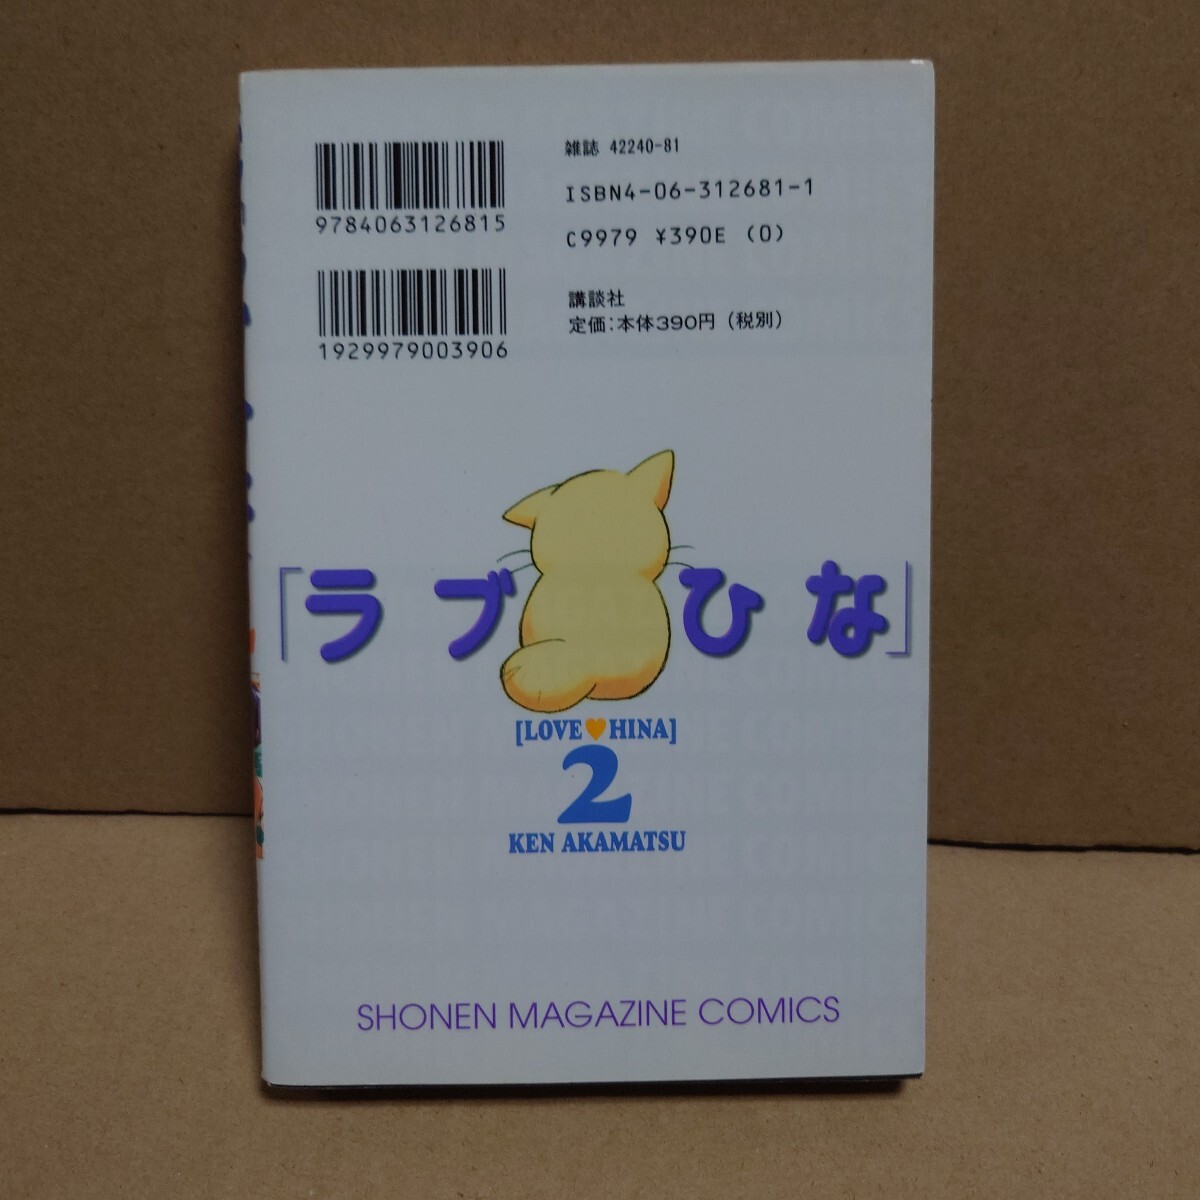 9784063126815
1929979003906
雑誌 42240-81
ISBN4-06-312681-1
C9979 ¥390E (0)
講談社
定価:本体390円(税別)
「ラブひな」
[LOVE♥HINA]
2
KEN AKAMATSU
SHONEN MAGAZINE COMICS